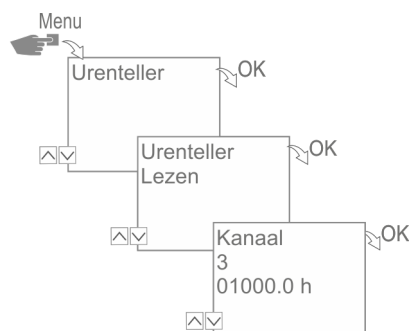 Menu
Urenteller
OK
Urenteller
Lezen
OK
Kanaal
3
01000.0 h
OK